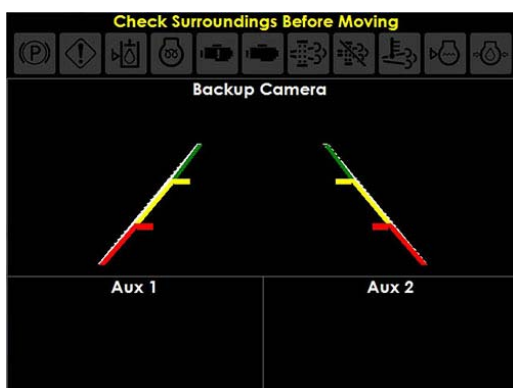 Check Surroundings Before Moving
(P)
Backup Camera
Aux 1
Aux 2